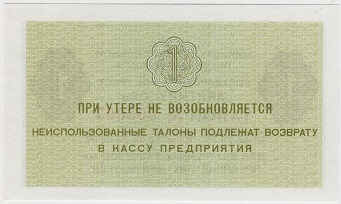 1
ПРИ УТЕРЕ НЕ ВОЗОБНОВЛЯЕТСЯ
НЕИСПОЛЬЗОВАННЫЕ ТАЛОНЫ ПОДЛЕЖАТ ВОЗВРАТУ
В КАССУ ПРЕДПРИЯТИЯ